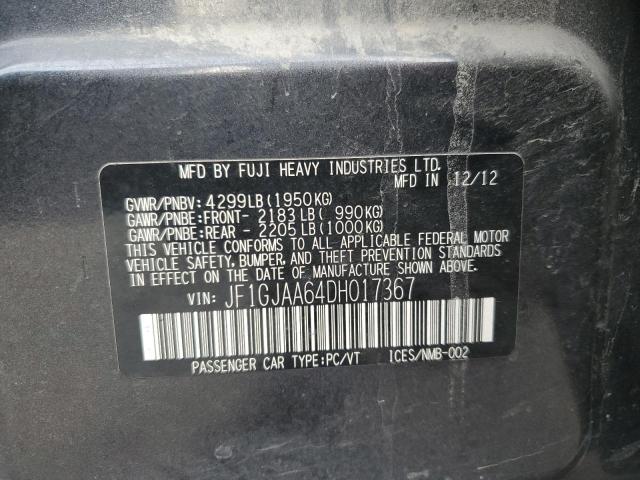 MFD BY FUJI HEAVY INDUSTRIES LTD.
MFD IN 12/12
GVWR/PNBV: 4299LB(1950KG)
GAWR/PNBE:FRONT- 2183LB( 990KG)
GAWR/PNBE:REAR - 2205LB(1000KG)
THIS VEHICLE CONFORMS TO ALL APPLICABLE FEDERAL MOTOR
VEHICLE SAFETY, BUMPER, AND THEFT PREVENTION STANDARDS
IN EFFECT ON THE DATE OF MANUFACTURE SHOWN ABOVE.
VIN: JF1GJAA64DH017367
PASSENGER CAR TYPE:PC/VT ICES/NMB-002